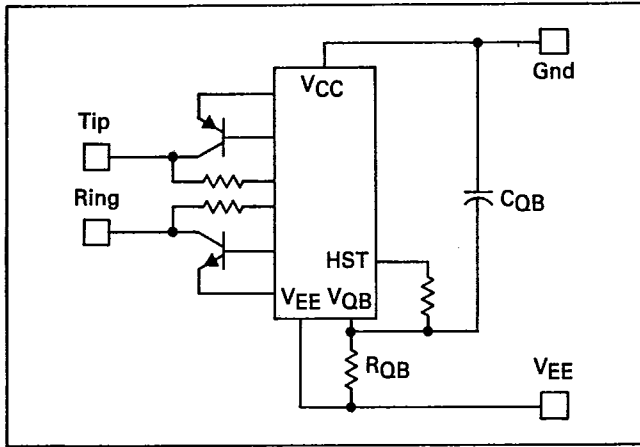 Gnd
VCC
Tip
Ring
CQB
HST
VEE VQB
RQB
VEE